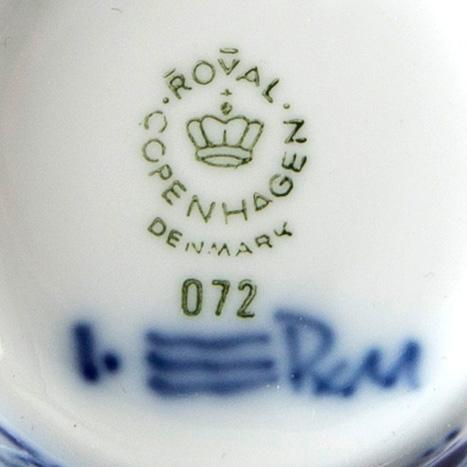 ROYAL
COPENHAGEN
DENMARK
072
1.